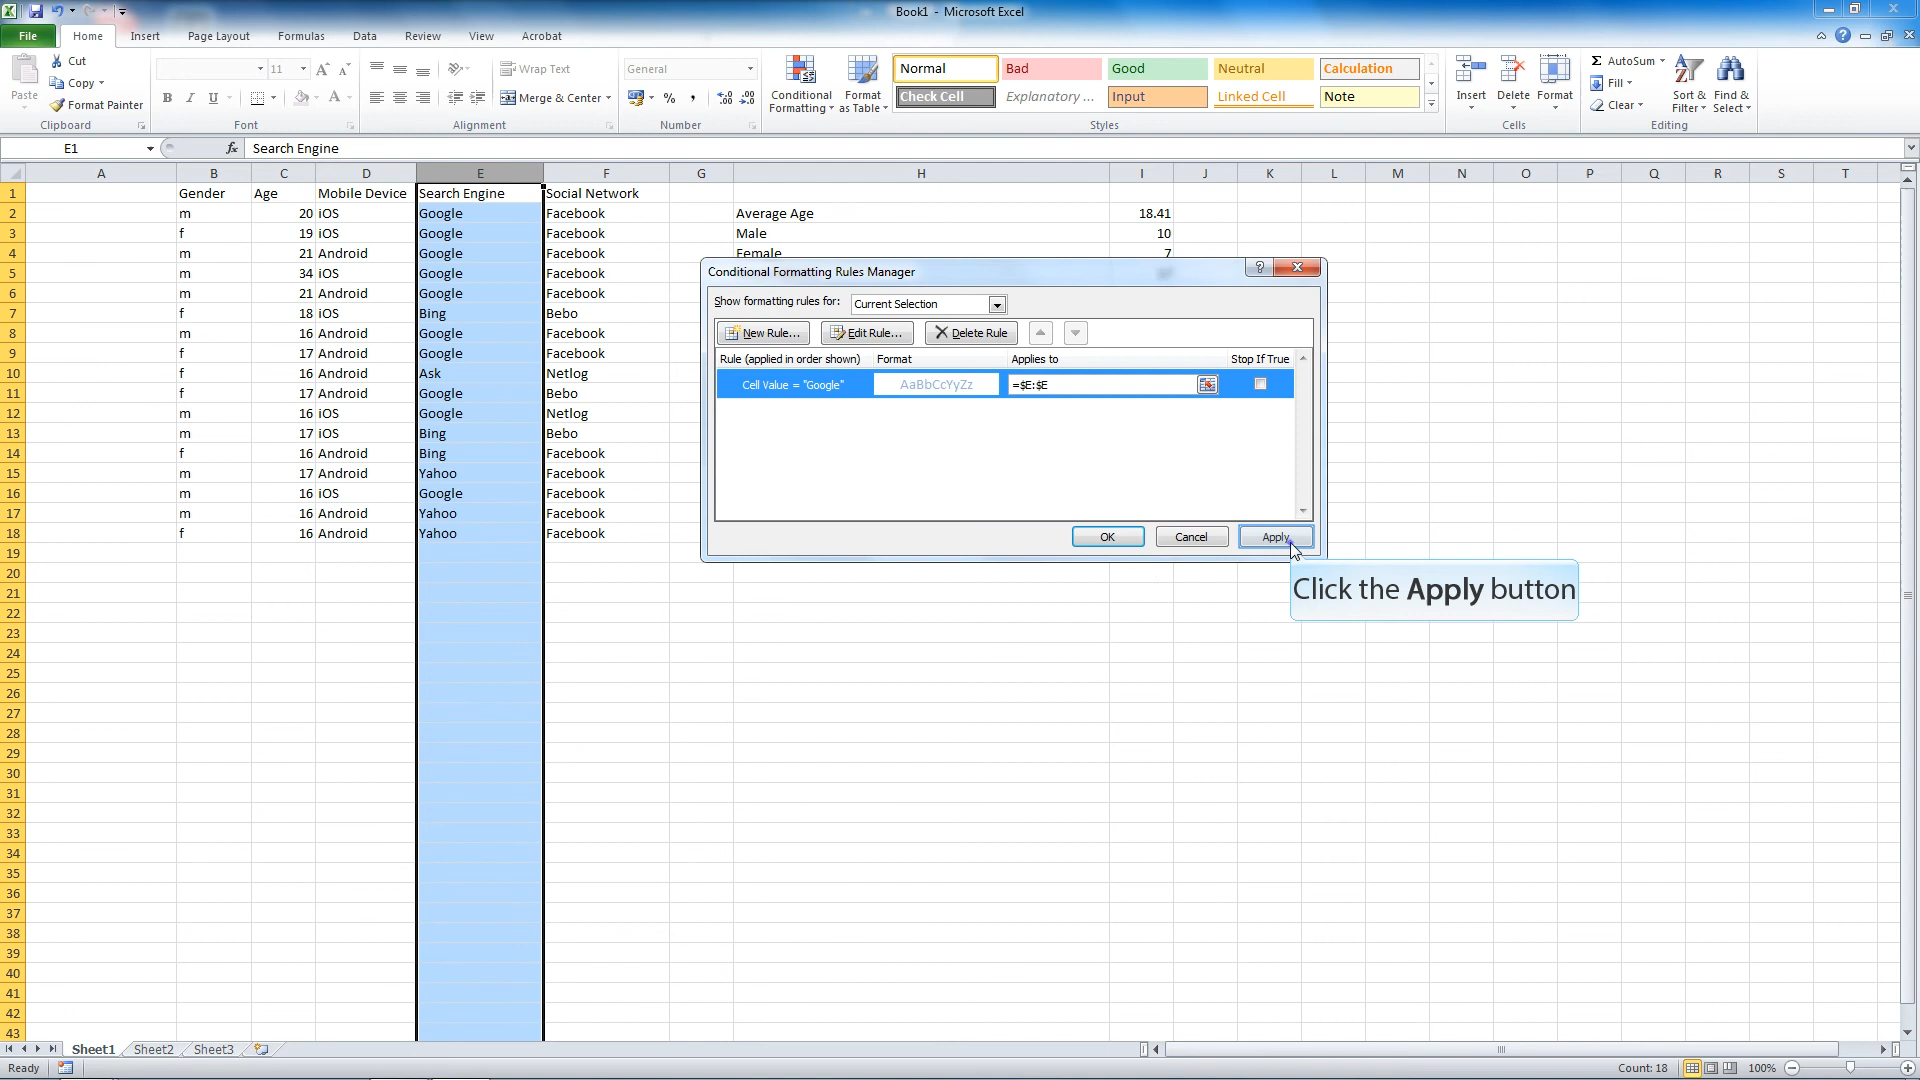 Book1 - Microsoft Excel
File Home Insert Page Layout Formulas Data Review View Acrobat
Paste
Cut
Copy
Format Painter
Clipboard
11
B I U A
Font
Wrap Text
Merge & Center
Alignment
General
%
Number
Conditional Formatting
Format as Table
Normal Bad Good Neutral Calculation
Check Cell Explanatory ... Input Linked Cell Note
Styles
Insert Delete Format
Cells
Σ AutoSum
Fill
Clear
Sort & Filter
Find & Select
Editing
E1 fx Search Engine
A B C D E F G H I J K L M N O P Q R S T
1 Gender Age Mobile Device Search Engine Social Network
2 m 20 iOS Google Facebook Average Age 18.41
3 f 19 iOS Google Facebook Male 10
4 m 21 Android Google Facebook Female 7
5 m 34 iOS Google Facebook
6 m 21 Android Google Facebook
7 f 18 iOS Bing Bebo
8 m 16 Android Google Facebook
9 f 17 Android Google Facebook
10 f 16 Android Ask Netlog
11 f 17 Android Google Bebo
12 m 16 iOS Google Netlog
13 m 17 iOS Bing Bebo
14 f 16 Android Bing Facebook
15 m 17 Android Yahoo Facebook
16 m 16 iOS Google Facebook
17 m 16 Android Yahoo Facebook
18 f 16 Android Yahoo Facebook
19
20
21
22
23
24
25
26
27
28
29
30
31
32
33
34
35
36
37
38
39
40
41
42
43
Conditional Formatting Rules Manager
Show formatting rules for: Current Selection
New Rule... Edit Rule... Delete Rule
Rule (applied in order shown) Format Applies to Stop If True
Cell Value = "Google" AaBbCcYyZz =$E:$E
OK Cancel Apply
Click the Apply button
Sheet1 Sheet2 Sheet3
Ready Count: 18 100%